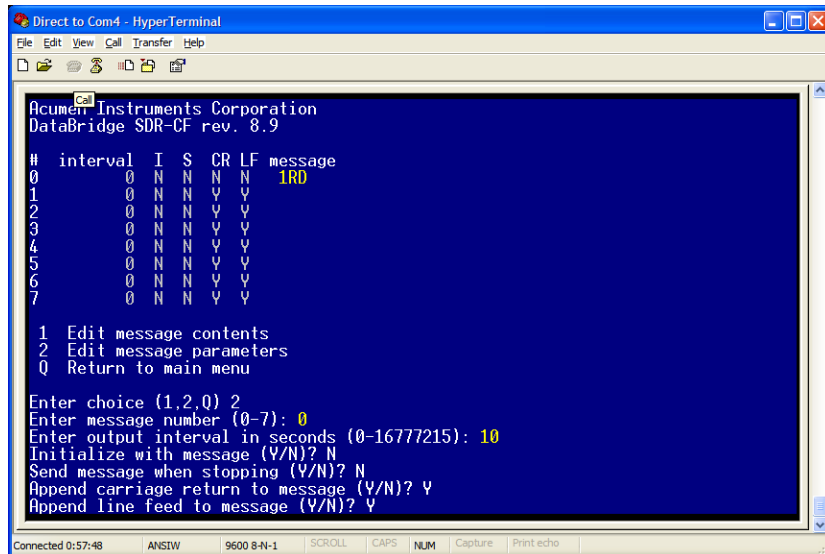 Direct to Com4 - HyperTerminal
File Edit View Call Transfer Help
Call
Acumen Instruments Corporation
DataBridge SDR-CF rev. 8.9
# interval I S CR LF message
0 0 N N N N 1RD
1 0 N N Y Y
2 0 N N Y Y
3 0 N N Y Y
4 0 N N Y Y
5 0 N N Y Y
6 0 N N Y Y
7 0 N N Y Y
1 Edit message contents
2 Edit message parameters
Q Return to main menu
Enter choice (1,2,Q) 2
Enter message number (0-7): 0
Enter output interval in seconds (0-16777215): 10
Initialize with message (Y/N)? N
Send message when stopping (Y/N)? N
Append carriage return to message (Y/N)? Y
Append line feed to message (Y/N)? Y
Connected 0:57:48 ANSIW 9600 8-N-1 SCROLL CAPS NUM Capture Print echo